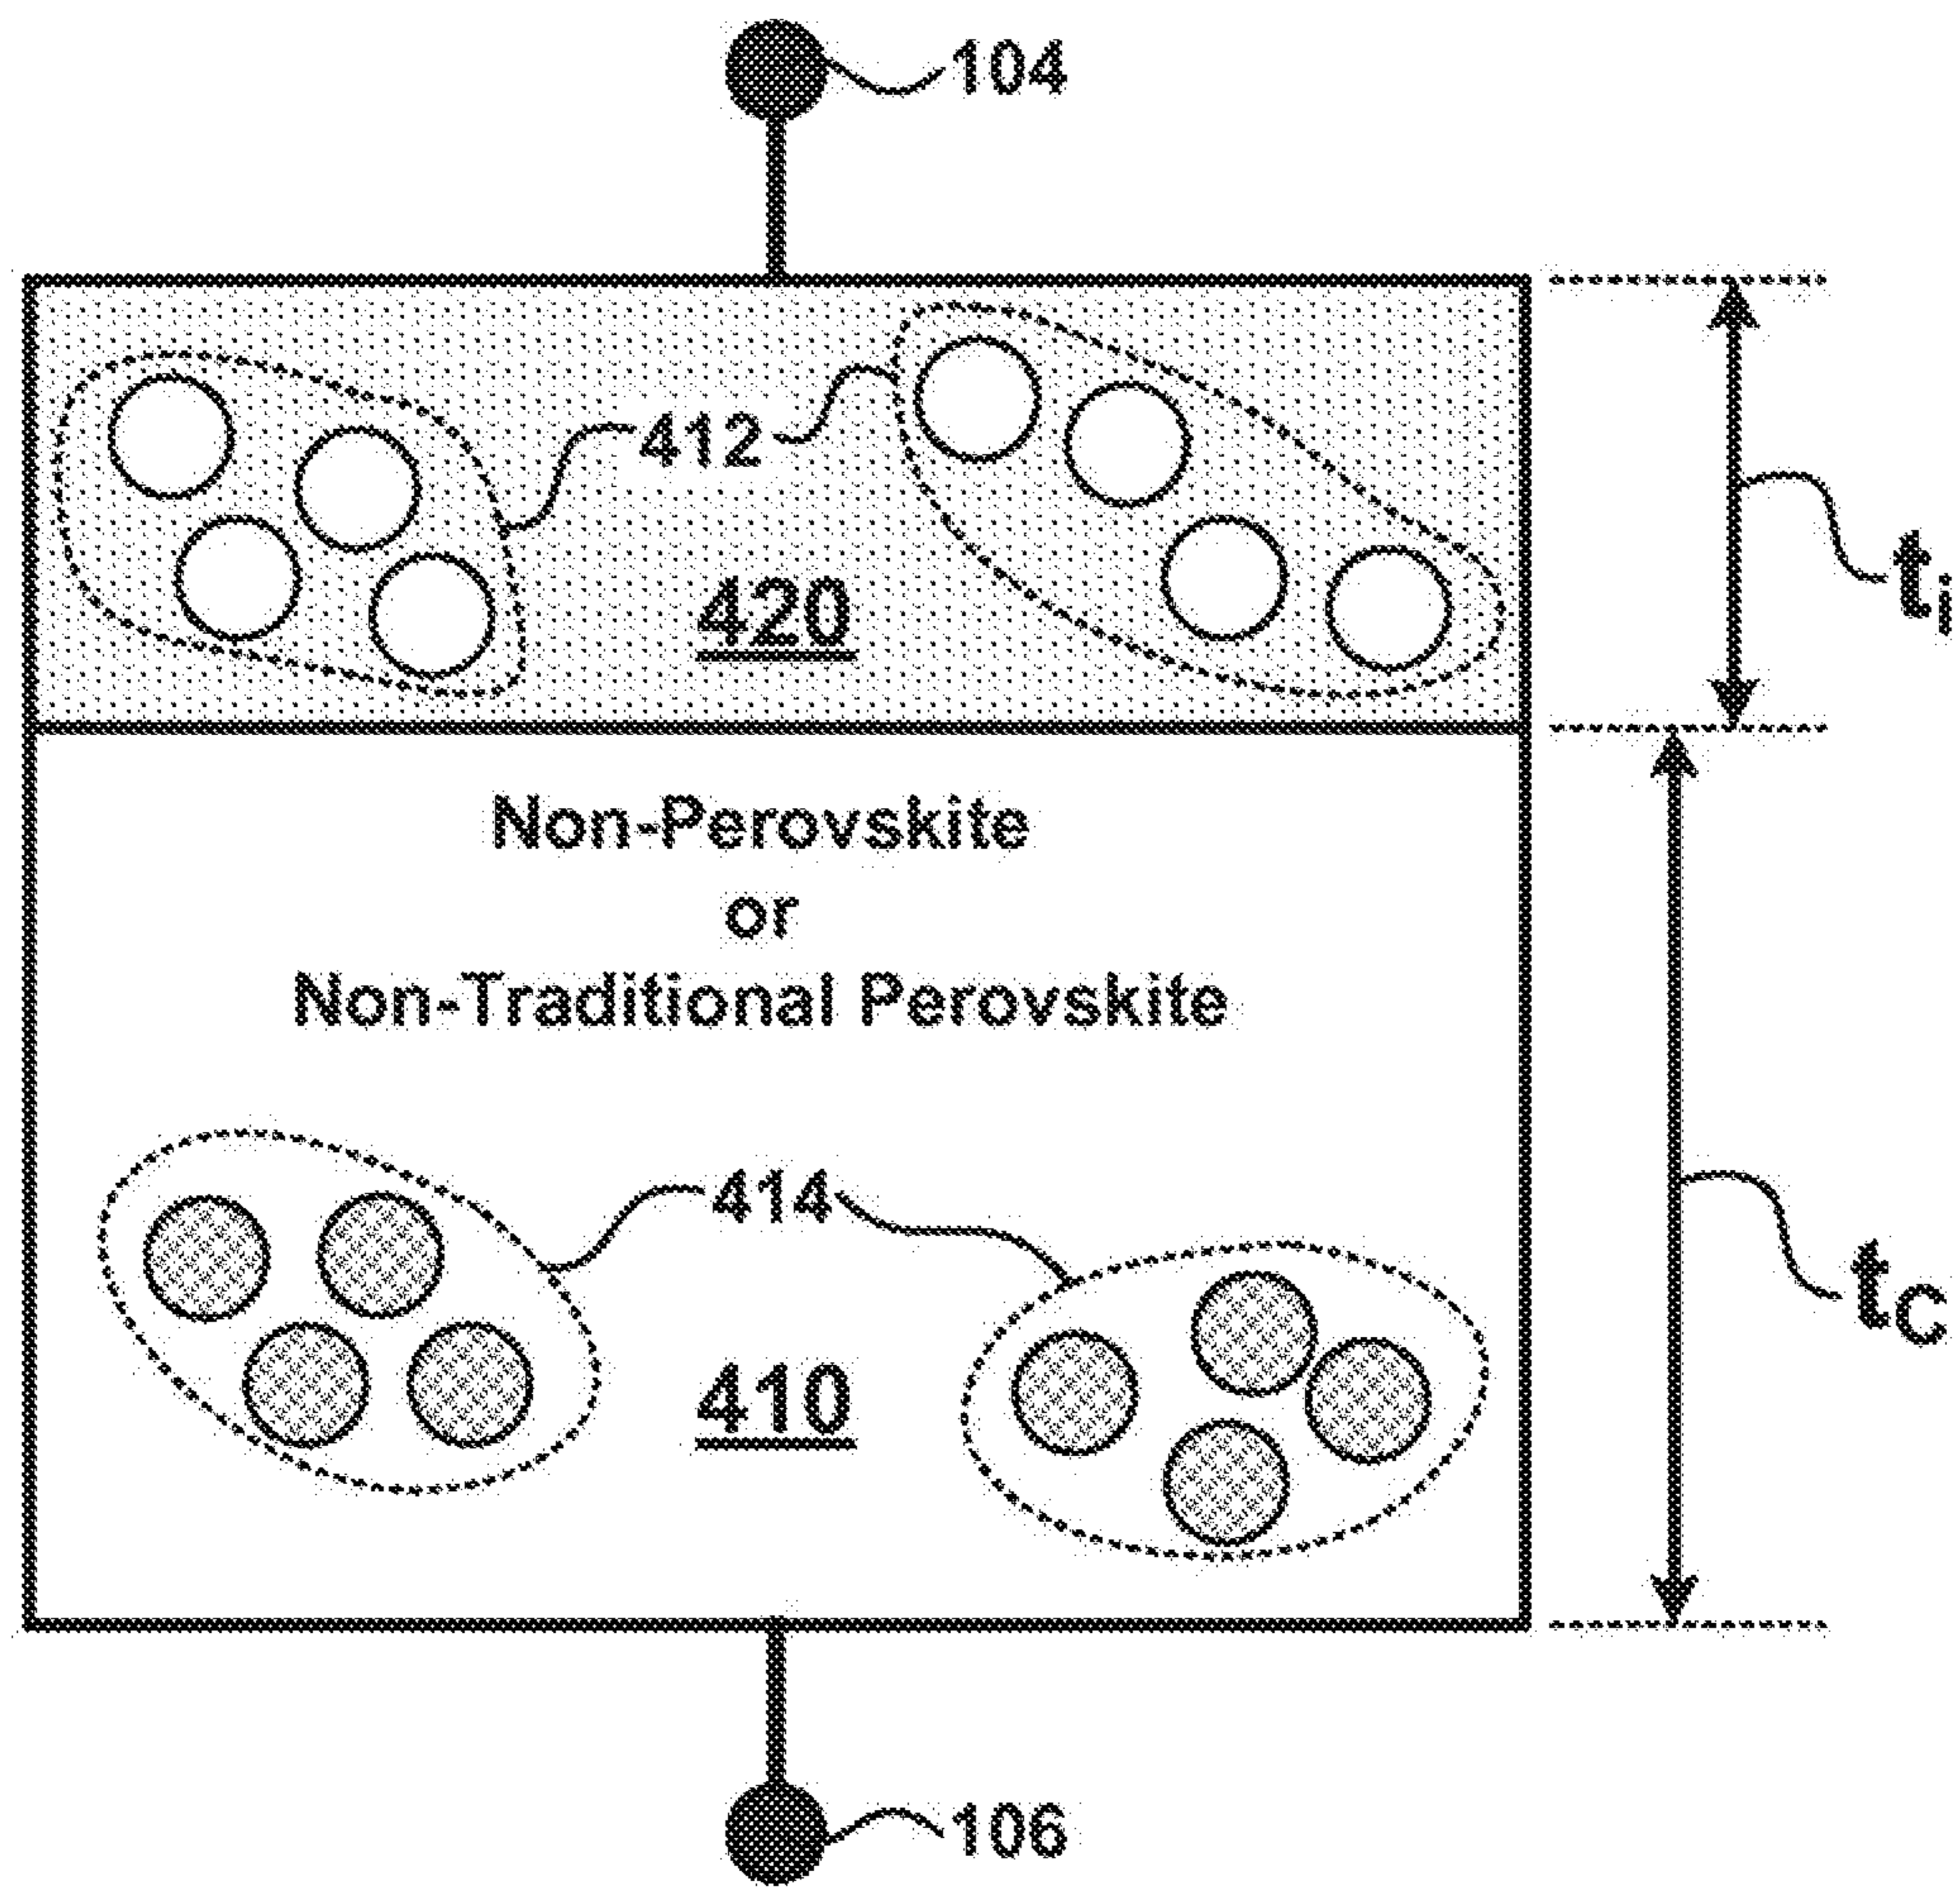 104
412
420
tᵢ
Non-Perovskite
or
Non-Traditional Perovskite
414
tC
410
106